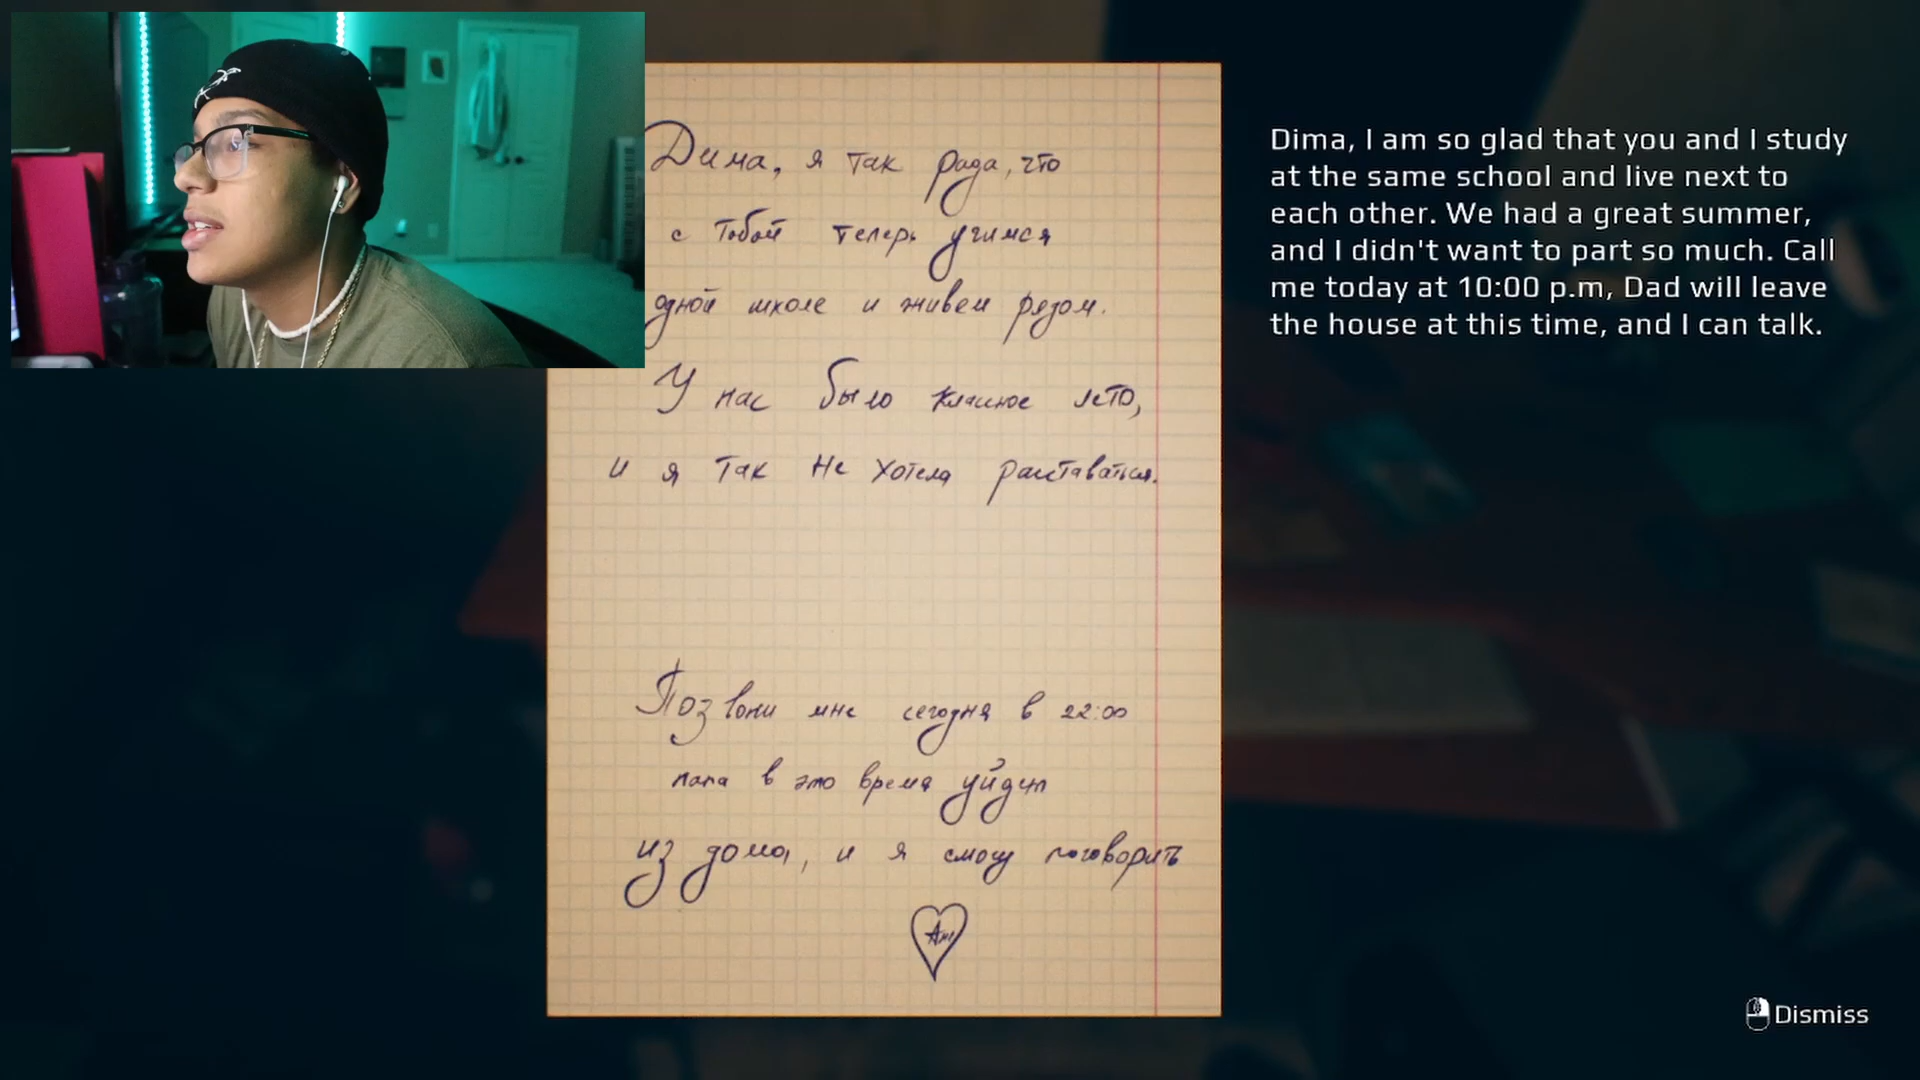 Дима, я так рада, что
с тобой теперь учимся
одной школе и живем рядом.
У нас было классное лето,
и я так не хотела расставаться.
Позвони мне сегодня в 22:00
папа в это время уйдет
из дома, и я смогу поговорить
Аня
Dima, I am so glad that you and I study
at the same school and live next to
each other. We had a great summer,
and I didn't want to part so much. Call
me today at 10:00 p.m, Dad will leave
the house at this time, and I can talk.
Dismiss